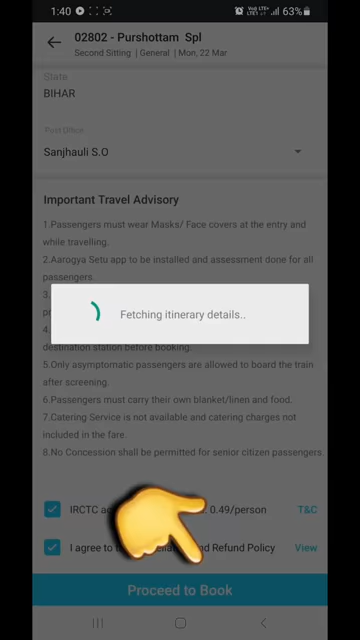 1:40
Vo) LTE+
LTE1
63%
02802 - Purshottam Spl
Second Sitting | General | Mon, 22 Mar
State
BIHAR
Post Office
Sanjhauli S.O
Important Travel Advisory
1.Passengers must wear Masks/ Face covers at the entry and
while travelling.
2.Aarogya Setu app to be installed and assessment done for all
passengers.
3.
Fetching itinerary details..
4.
destination station before booking.
5.Only asymptomatic passengers are allowed to board the train
after screening.
6.Passengers must carry their own blanket/linen and food.
7.Catering Service is not available and catering charges not
included in the fare.
8.No Concession shall be permitted for senior citizen passengers.
IRCTC 0.49/person T&C
I agree to nd Refund Policy View
Proceed to Book